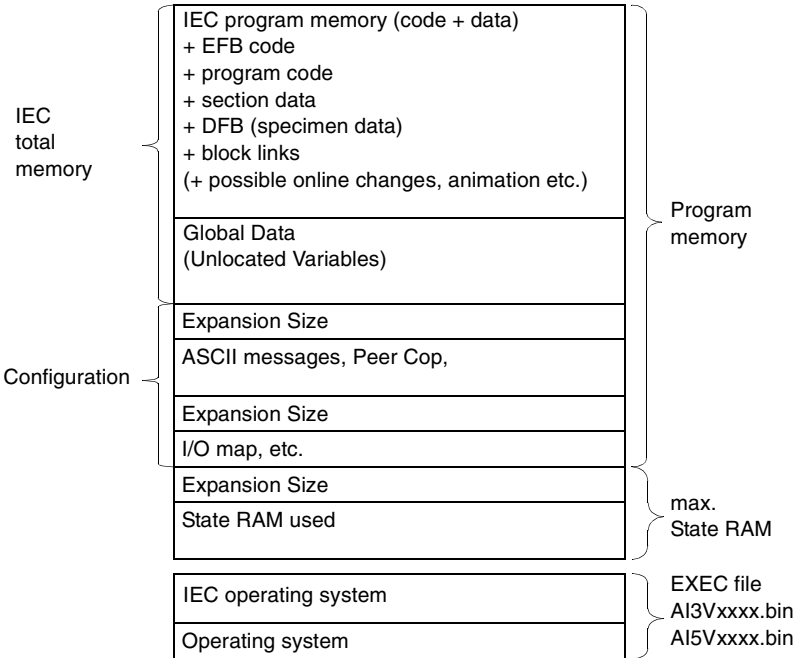 IEC program memory (code + data)
+ EFB code
+ program code
+ section data
+ DFB (specimen data)
+ block links
(+ possible online changes, animation etc.)
IEC
total
memory
Program
memory
Global Data
(Unlocated Variables)
Expansion Size
ASCII messages, Peer Cop,
Configuration
Expansion Size
I/O map, etc.
Expansion Size
State RAM used
max.
State RAM
IEC operating system
Operating system
EXEC file
AI3Vxxxx.bin
AI5Vxxxx.bin